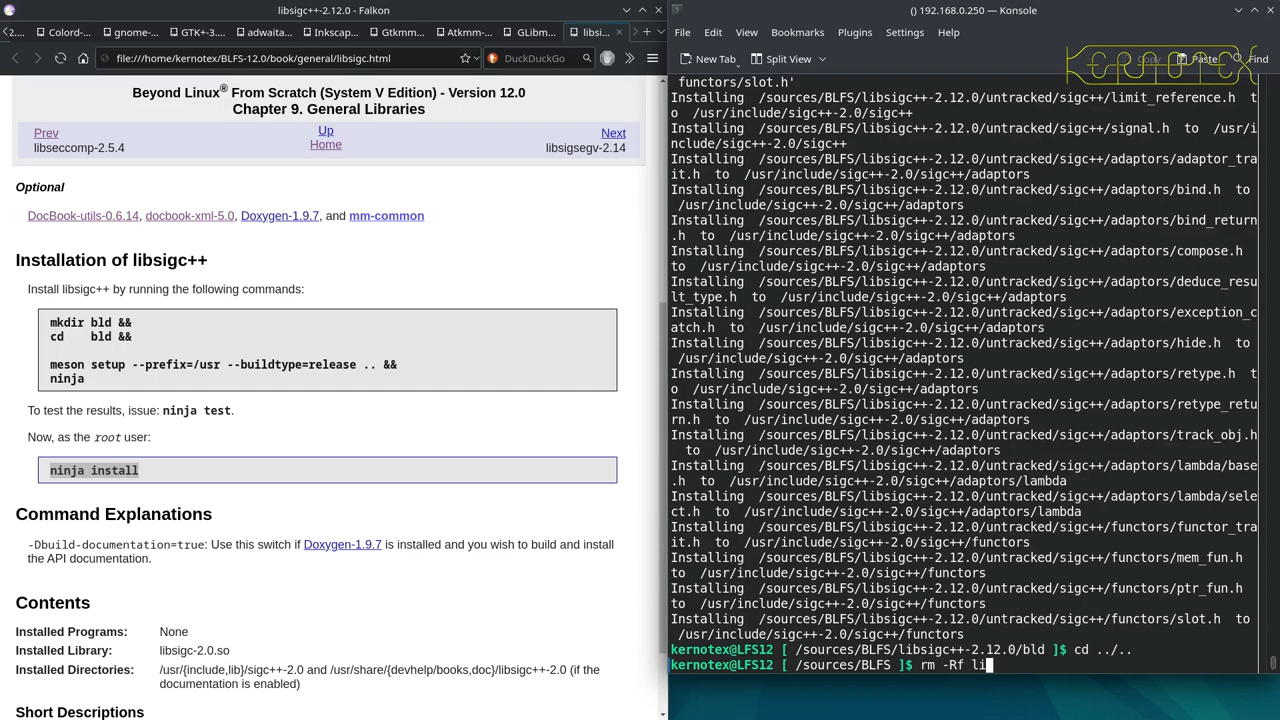 libsigc++-2.12.0 - Falkon
2....
Colord-...
gnome-...
GTK+-3....
adwaita...
Inkscap...
Gtkmm...
Atkmm-...
GLibm...
libsi...
file:///home/kernotex/BLFS-12.0/book/general/libsigc.html
DuckDuckGo
Beyond Linux® From Scratch (System V Edition) - Version 12.0
Chapter 9. General Libraries
Prev
Up
Next
libseccomp-2.5.4
Home
libsigsegv-2.14
Optional
DocBook-utils-0.6.14, docbook-xml-5.0, Doxygen-1.9.7, and mm-common
Installation of libsigc++
Install libsigc++ by running the following commands:
mkdir bld &&
cd    bld &&
meson setup --prefix=/usr --buildtype=release .. &&
ninja
To test the results, issue: ninja test.
Now, as the root user:
ninja install
Command Explanations
-Dbuild-documentation=true: Use this switch if Doxygen-1.9.7 is installed and you wish to build and install
the API documentation.
Contents
Installed Programs: None
Installed Library: libsigc-2.0.so
Installed Directories: /usr/{include,lib}/sigc++-2.0 and /usr/share/{devhelp/books,doc}/libsigc++-2.0 (if the
documentation is enabled)
Short Descriptions
() 192.168.0.250 — Konsole
File Edit View Bookmarks Plugins Settings Help
New Tab Split View Copy Paste Find
KERNOTEX
functors/slot.h'
Installing  /sources/BLFS/libsigc++-2.12.0/untracked/sigc++/limit_reference.h  t
o  /usr/include/sigc++-2.0/sigc++
Installing  /sources/BLFS/libsigc++-2.12.0/untracked/sigc++/signal.h  to  /usr/i
nclude/sigc++-2.0/sigc++
Installing  /sources/BLFS/libsigc++-2.12.0/untracked/sigc++/adaptors/adaptor_tra
it.h  to  /usr/include/sigc++-2.0/sigc++/adaptors
Installing  /sources/BLFS/libsigc++-2.12.0/untracked/sigc++/adaptors/bind.h  to
/usr/include/sigc++-2.0/sigc++/adaptors
Installing  /sources/BLFS/libsigc++-2.12.0/untracked/sigc++/adaptors/bind_return
.h  to  /usr/include/sigc++-2.0/sigc++/adaptors
Installing  /sources/BLFS/libsigc++-2.12.0/untracked/sigc++/adaptors/compose.h
to  /usr/include/sigc++-2.0/sigc++/adaptors
Installing  /sources/BLFS/libsigc++-2.12.0/untracked/sigc++/adaptors/deduce_resu
lt_type.h  to  /usr/include/sigc++-2.0/sigc++/adaptors
Installing  /sources/BLFS/libsigc++-2.12.0/untracked/sigc++/adaptors/exception_c
atch.h  to  /usr/include/sigc++-2.0/sigc++/adaptors
Installing  /sources/BLFS/libsigc++-2.12.0/untracked/sigc++/adaptors/hide.h  to
/usr/include/sigc++-2.0/sigc++/adaptors
Installing  /sources/BLFS/libsigc++-2.12.0/untracked/sigc++/adaptors/retype.h  t
o  /usr/include/sigc++-2.0/sigc++/adaptors
Installing  /sources/BLFS/libsigc++-2.12.0/untracked/sigc++/adaptors/retype_retu
rn.h  to  /usr/include/sigc++-2.0/sigc++/adaptors
Installing  /sources/BLFS/libsigc++-2.12.0/untracked/sigc++/adaptors/track_obj.h
to  /usr/include/sigc++-2.0/sigc++/adaptors
Installing  /sources/BLFS/libsigc++-2.12.0/untracked/sigc++/adaptors/lambda/base
.h  to  /usr/include/sigc++-2.0/sigc++/adaptors/lambda
Installing  /sources/BLFS/libsigc++-2.12.0/untracked/sigc++/adaptors/lambda/sele
ct.h  to  /usr/include/sigc++-2.0/sigc++/adaptors/lambda
Installing  /sources/BLFS/libsigc++-2.12.0/untracked/sigc++/functors/functor_tra
it.h  to  /usr/include/sigc++-2.0/sigc++/functors
Installing  /sources/BLFS/libsigc++-2.12.0/untracked/sigc++/functors/mem_fun.h
to  /usr/include/sigc++-2.0/sigc++/functors
Installing  /sources/BLFS/libsigc++-2.12.0/untracked/sigc++/functors/ptr_fun.h
to  /usr/include/sigc++-2.0/sigc++/functors
Installing  /sources/BLFS/libsigc++-2.12.0/untracked/sigc++/functors/slot.h  to
/usr/include/sigc++-2.0/sigc++/functors
kernotex@LFS12 [ /sources/BLFS/libsigc++-2.12.0/bld ]$ cd ../..
kernotex@LFS12 [ /sources/BLFS ]$ rm -Rf li